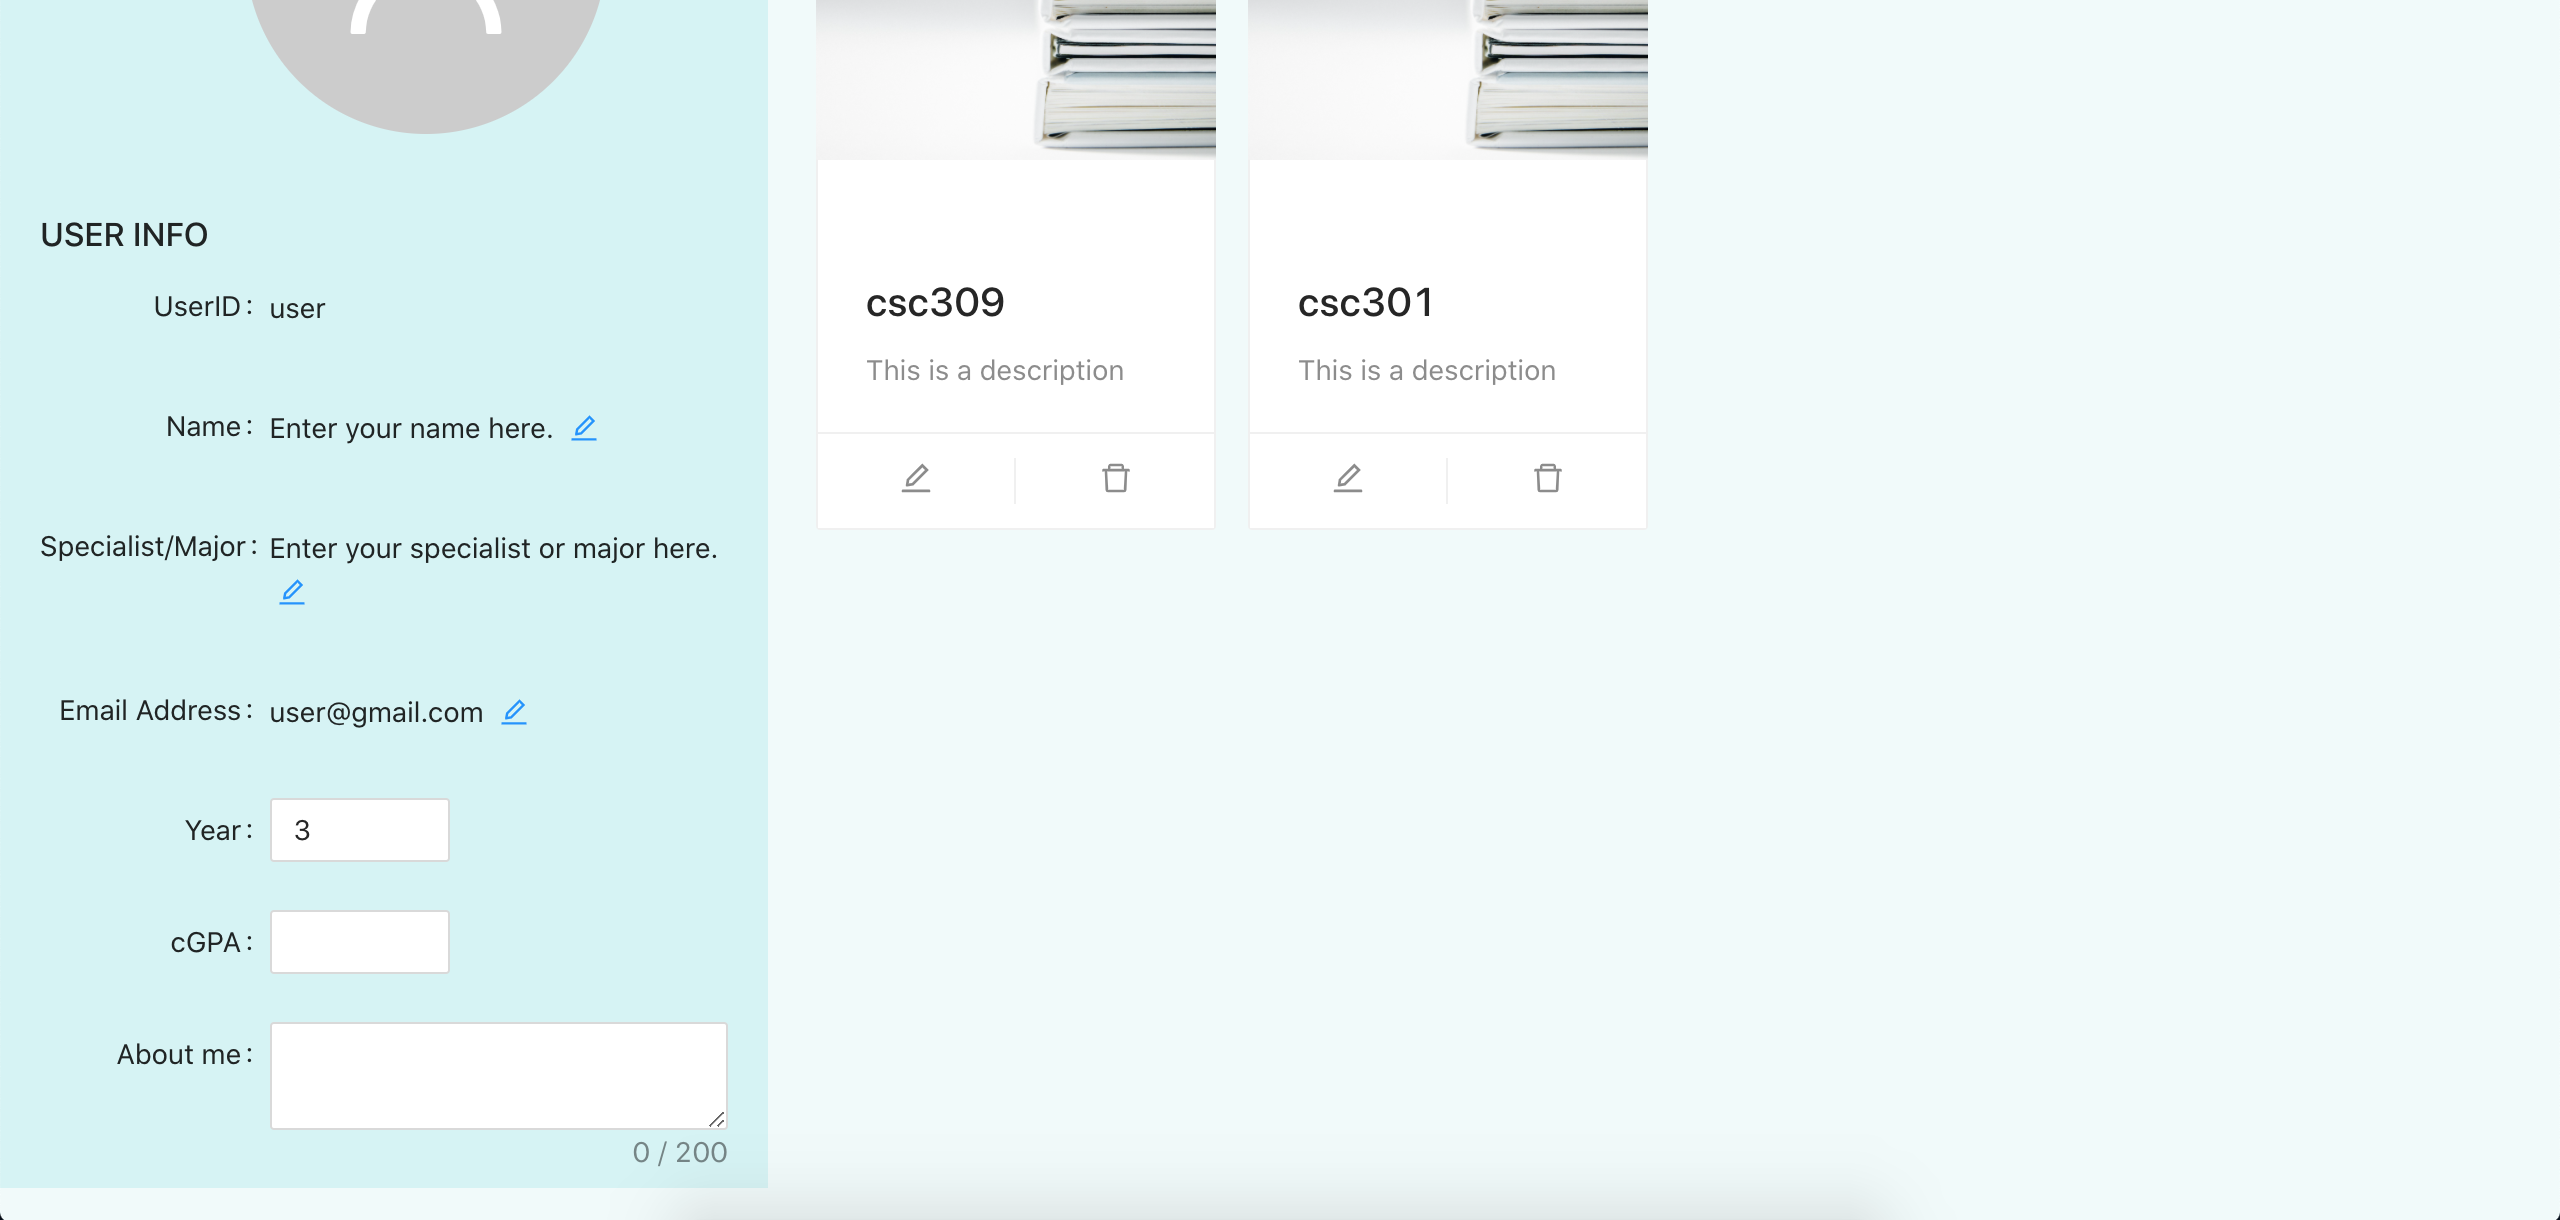 USER INFO
UserID: user
Name: Enter your name here.
Specialist/Major: Enter your specialist or major here.
Email Address: user@gmail.com
Year: 3
cGPA:
About me:
0 / 200
csc309
This is a description
csc301
This is a description